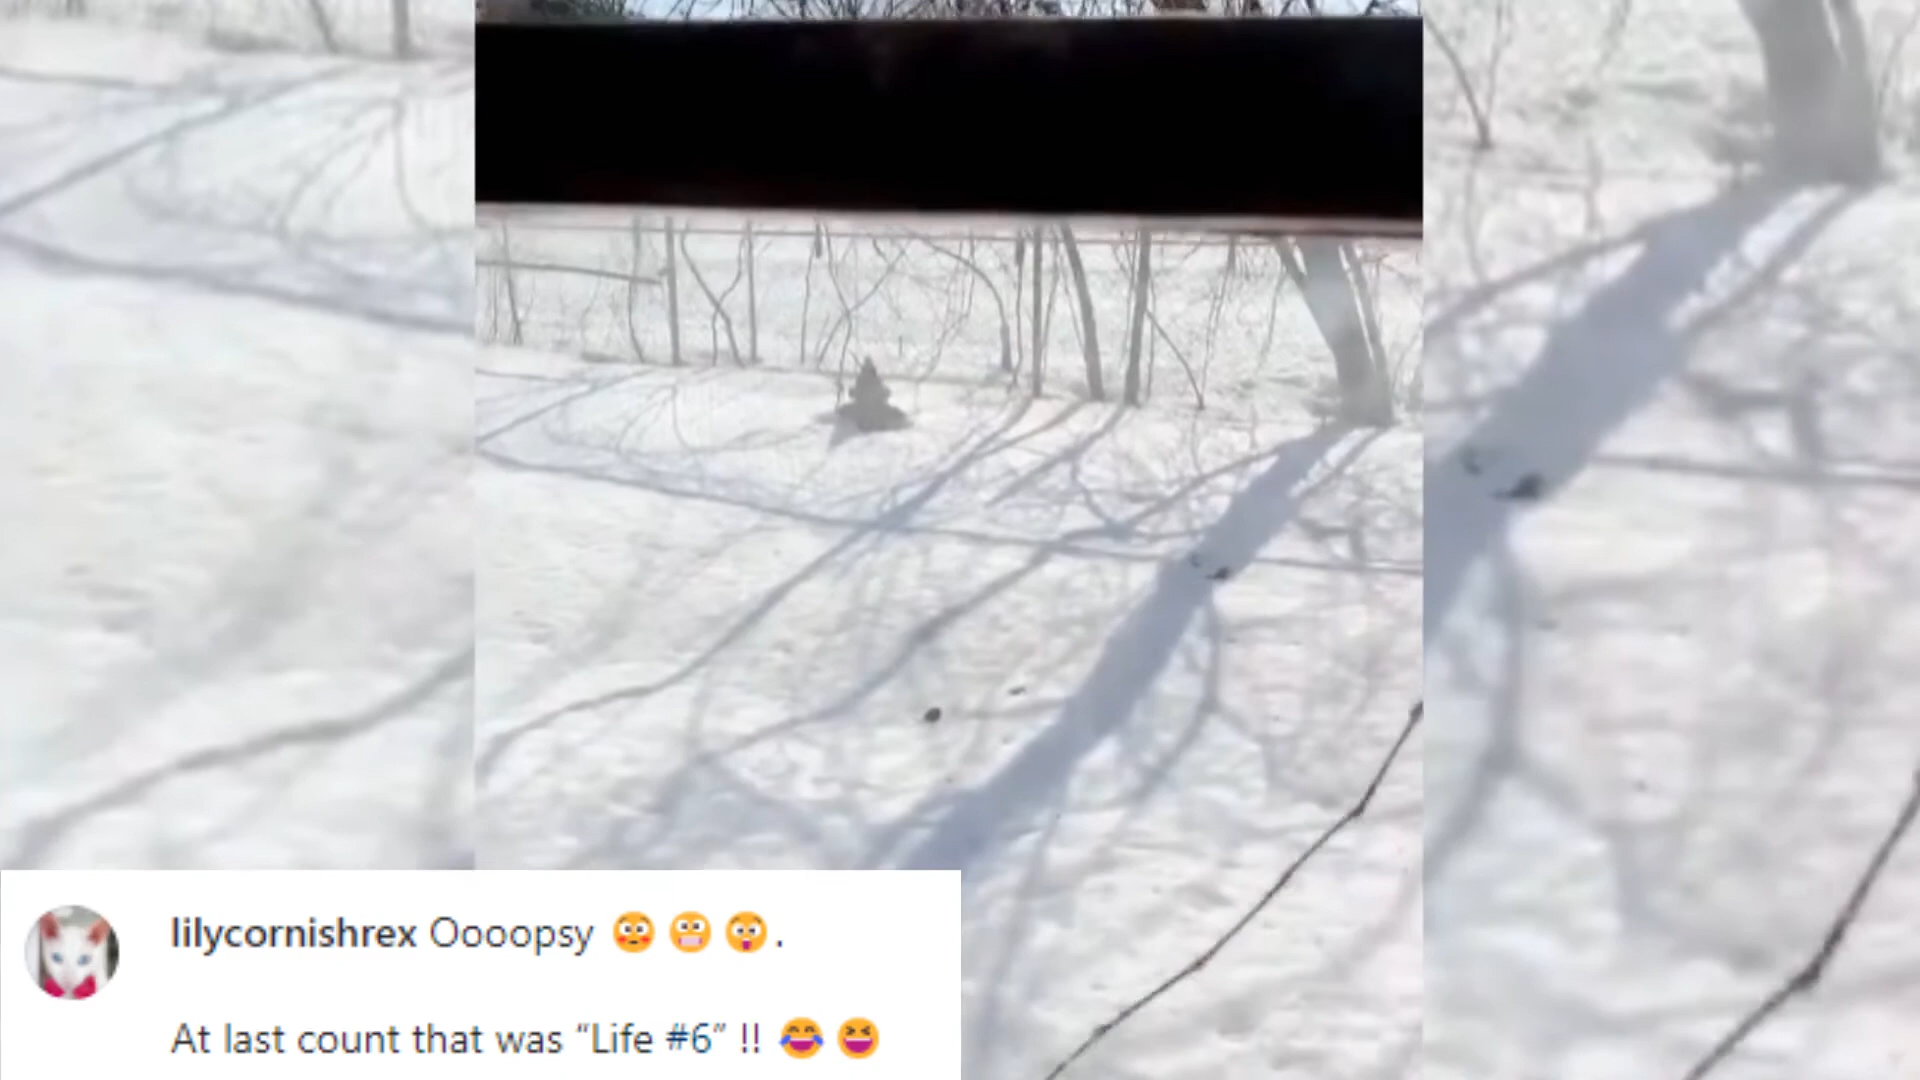 lilycornishrex Oooopsy 😳 😬 😲 .
At last count that was “Life #6” !! 😂 😆